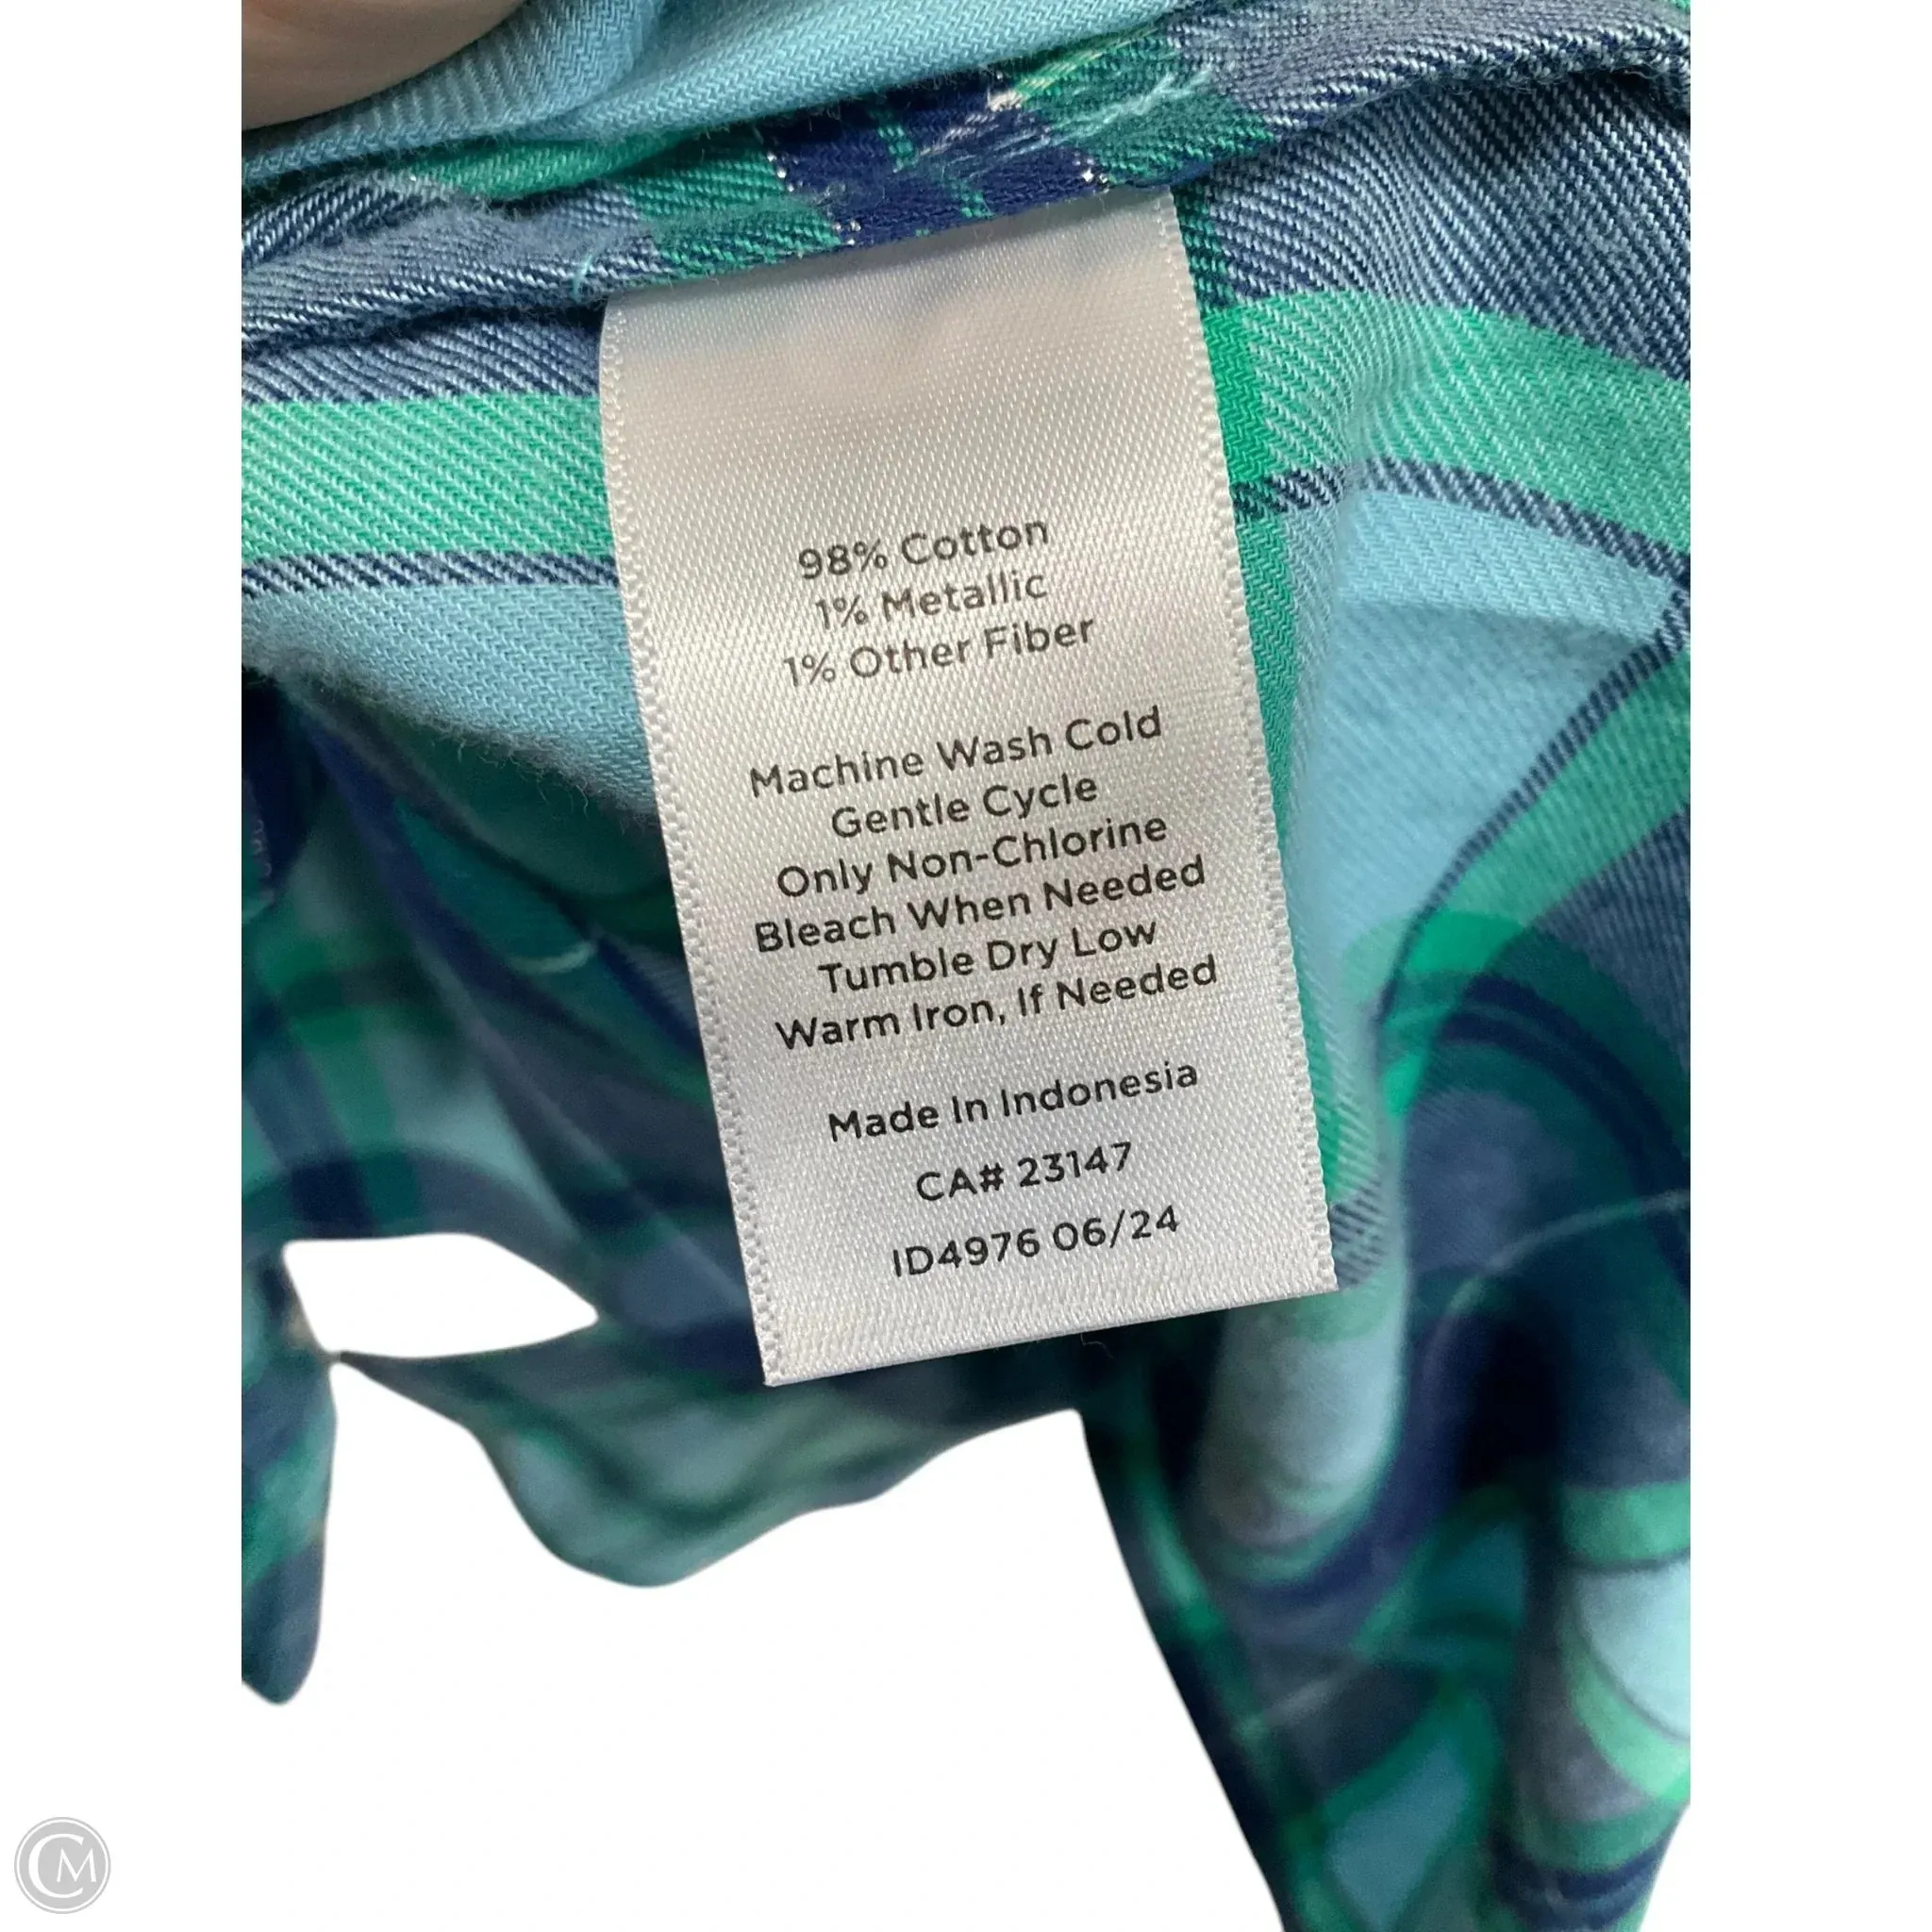 98% Cotton
1% Metallic
1% Other Fiber
Machine Wash Cold
Gentle Cycle
Only Non-Chlorine
Bleach When Needed
Tumble Dry Low
Warm Iron, If Needed
Made In Indonesia
CA# 23147
ID4976 06/24
CM